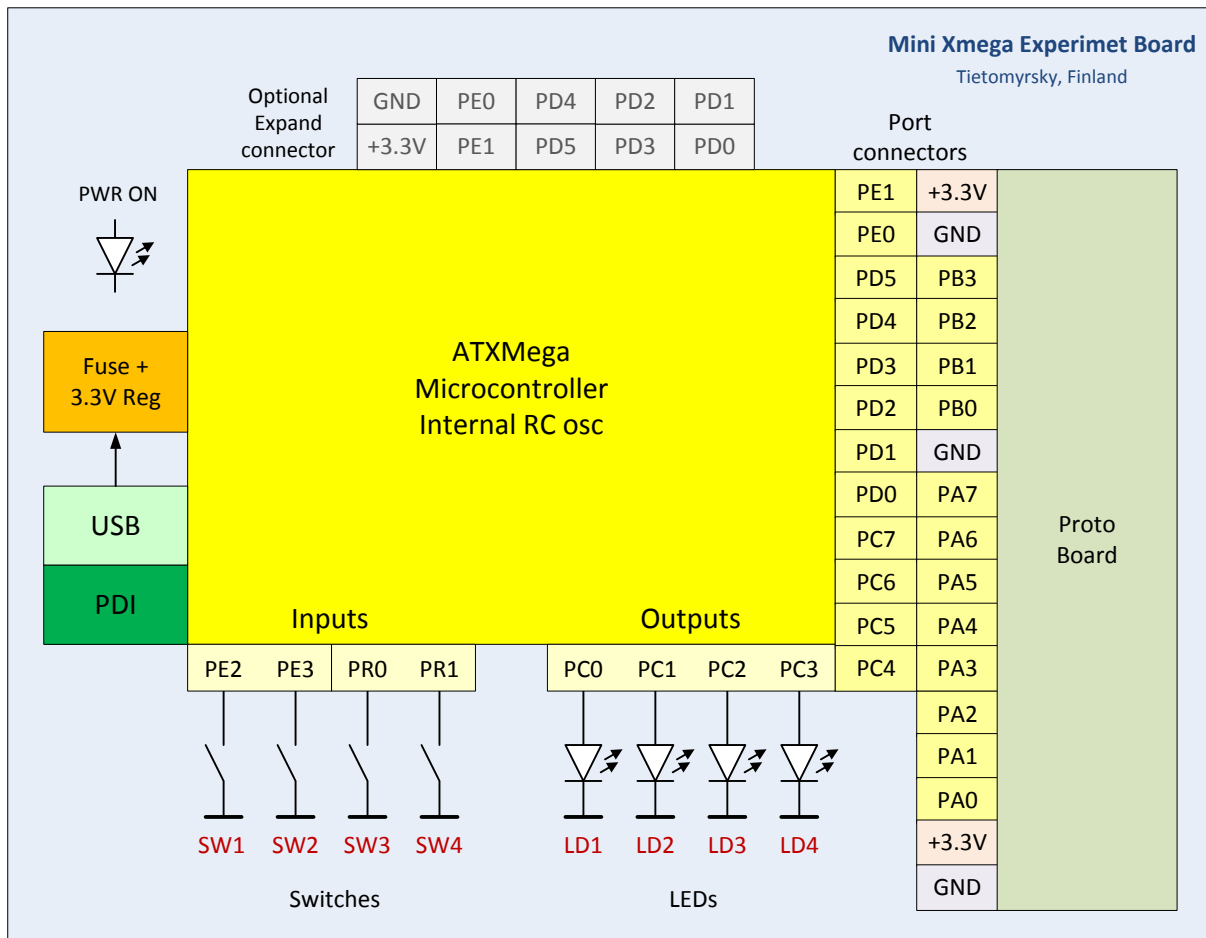 Mini Xmega Experimet Board
Tietomyrsky, Finland
Optional
Expand
connector
GND PE0 PD4 PD2 PD1
+3.3V PE1 PD5 PD3 PD0
Port
connectors
PWR ON
PE1 +3.3V
PE0 GND
PD5 PB3
PD4 PB2
PD3 PB1
PD2 PB0
PD1 GND
PD0 PA7
PC7 PA6
PC6 PA5
PC5 PA4
PC4 PA3
PA2
PA1
PA0
+3.3V
GND
Proto
Board
ATXMega
Microcontroller
Internal RC osc
Fuse +
3.3V Reg
USB
PDI
Inputs
Outputs
PE2 PE3 PR0 PR1
PC0 PC1 PC2 PC3
SW1 SW2 SW3 SW4
LD1 LD2 LD3 LD4
Switches
LEDs